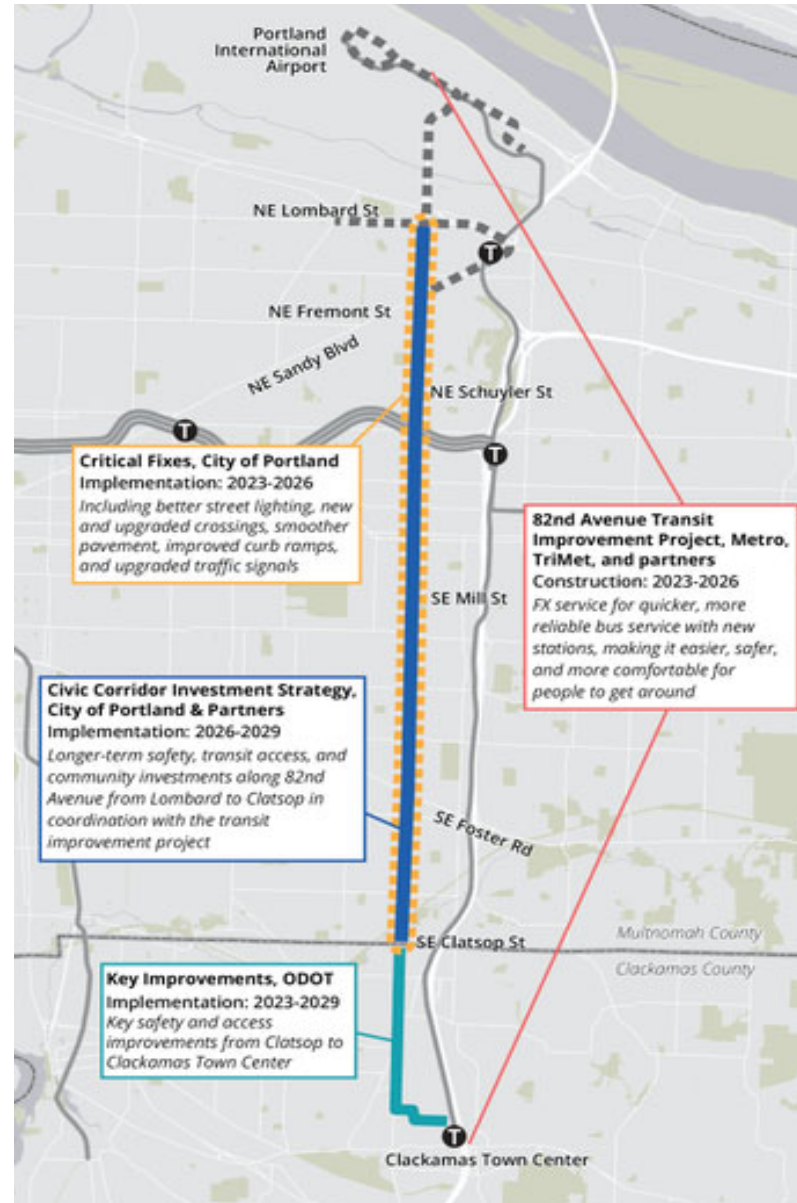 Portland
International
Airport
NE Lombard St
T
NE Fremont St
NE Sandy Blvd
NE Schuyler St
T
T
Critical Fixes, City of Portland
Implementation: 2023-2026
Including better street lighting, new
and upgraded crossings, smoother
pavement, improved curb ramps,
and upgraded traffic signals
82nd Avenue Transit
Improvement Project, Metro,
TriMet, and partners
Construction: 2023-2026
FX service for quicker, more
reliable bus service with new
stations, making it easier, safer,
and more comfortable for
people to get around
SE Mill St
Civic Corridor Investment Strategy,
City of Portland & Partners
Implementation: 2026-2029
Longer-term safety, transit access, and
community investments along 82nd
Avenue from Lombard to Clatsop in
coordination with the transit
improvement project
SE Foster Rd
SE Clatsop St
Multnomah County
Clackamas County
Key Improvements, ODOT
Implementation: 2023-2029
Key safety and access
improvements from Clatsop to
Clackamas Town Center
T
Clackamas Town Center